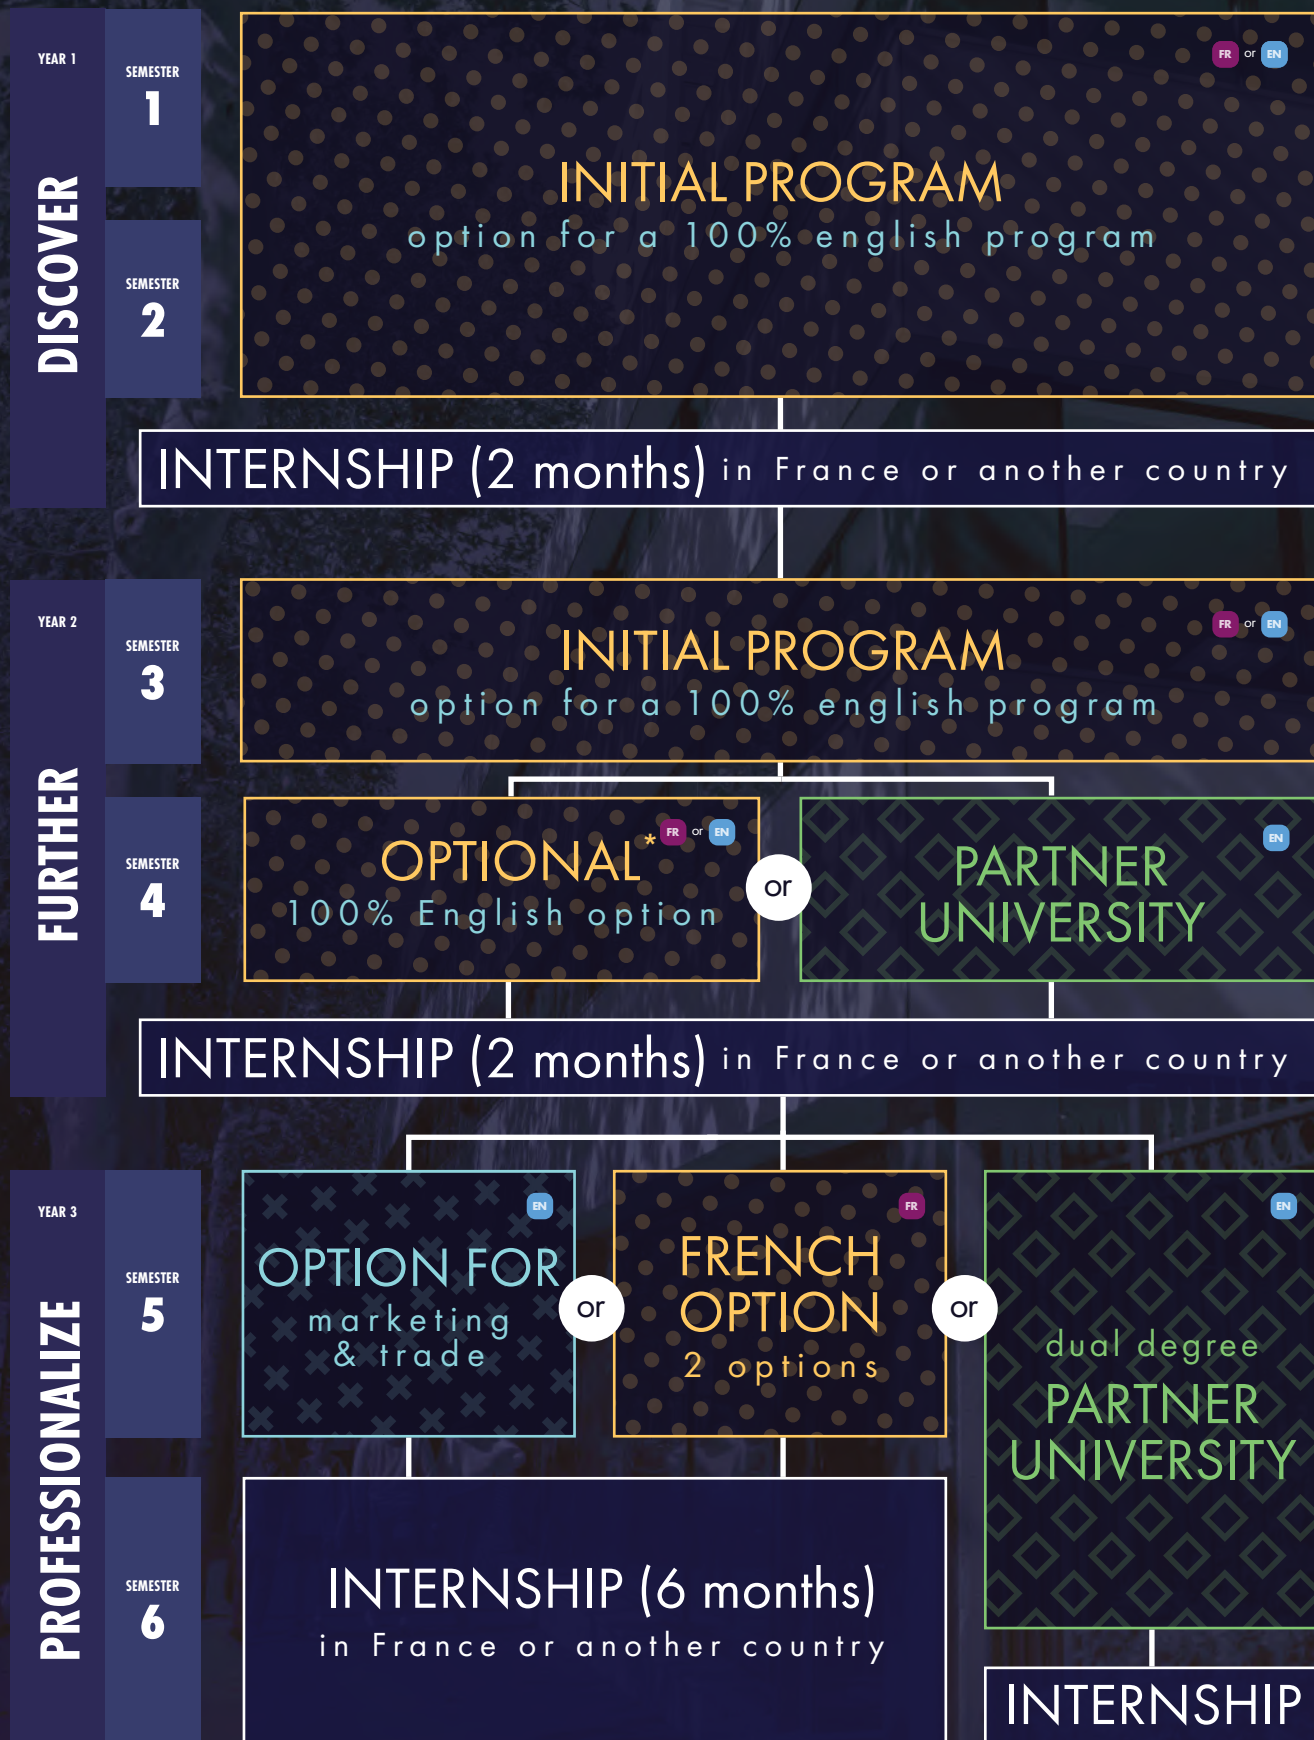 YEAR 1
DISCOVER
SEMESTER
1
SEMESTER
2
FR or EN
INITIAL PROGRAM
option for a 100% english program
INTERNSHIP (2 months) in France or another country
YEAR 2
FURTHER
SEMESTER
3
FR or EN
INITIAL PROGRAM
option for a 100% english program
SEMESTER
4
OPTIONAL* FR or EN
100% English option
or
EN
PARTNER
UNIVERSITY
INTERNSHIP (2 months) in France or another country
YEAR 3
PROFESSIONALIZE
SEMESTER
5
EN
OPTION FOR
marketing
& trade
or
FR
FRENCH
OPTION
2 options
or
EN
dual degree
PARTNER
UNIVERSITY
SEMESTER
6
INTERNSHIP (6 months)
in France or another country
INTERNSHIP